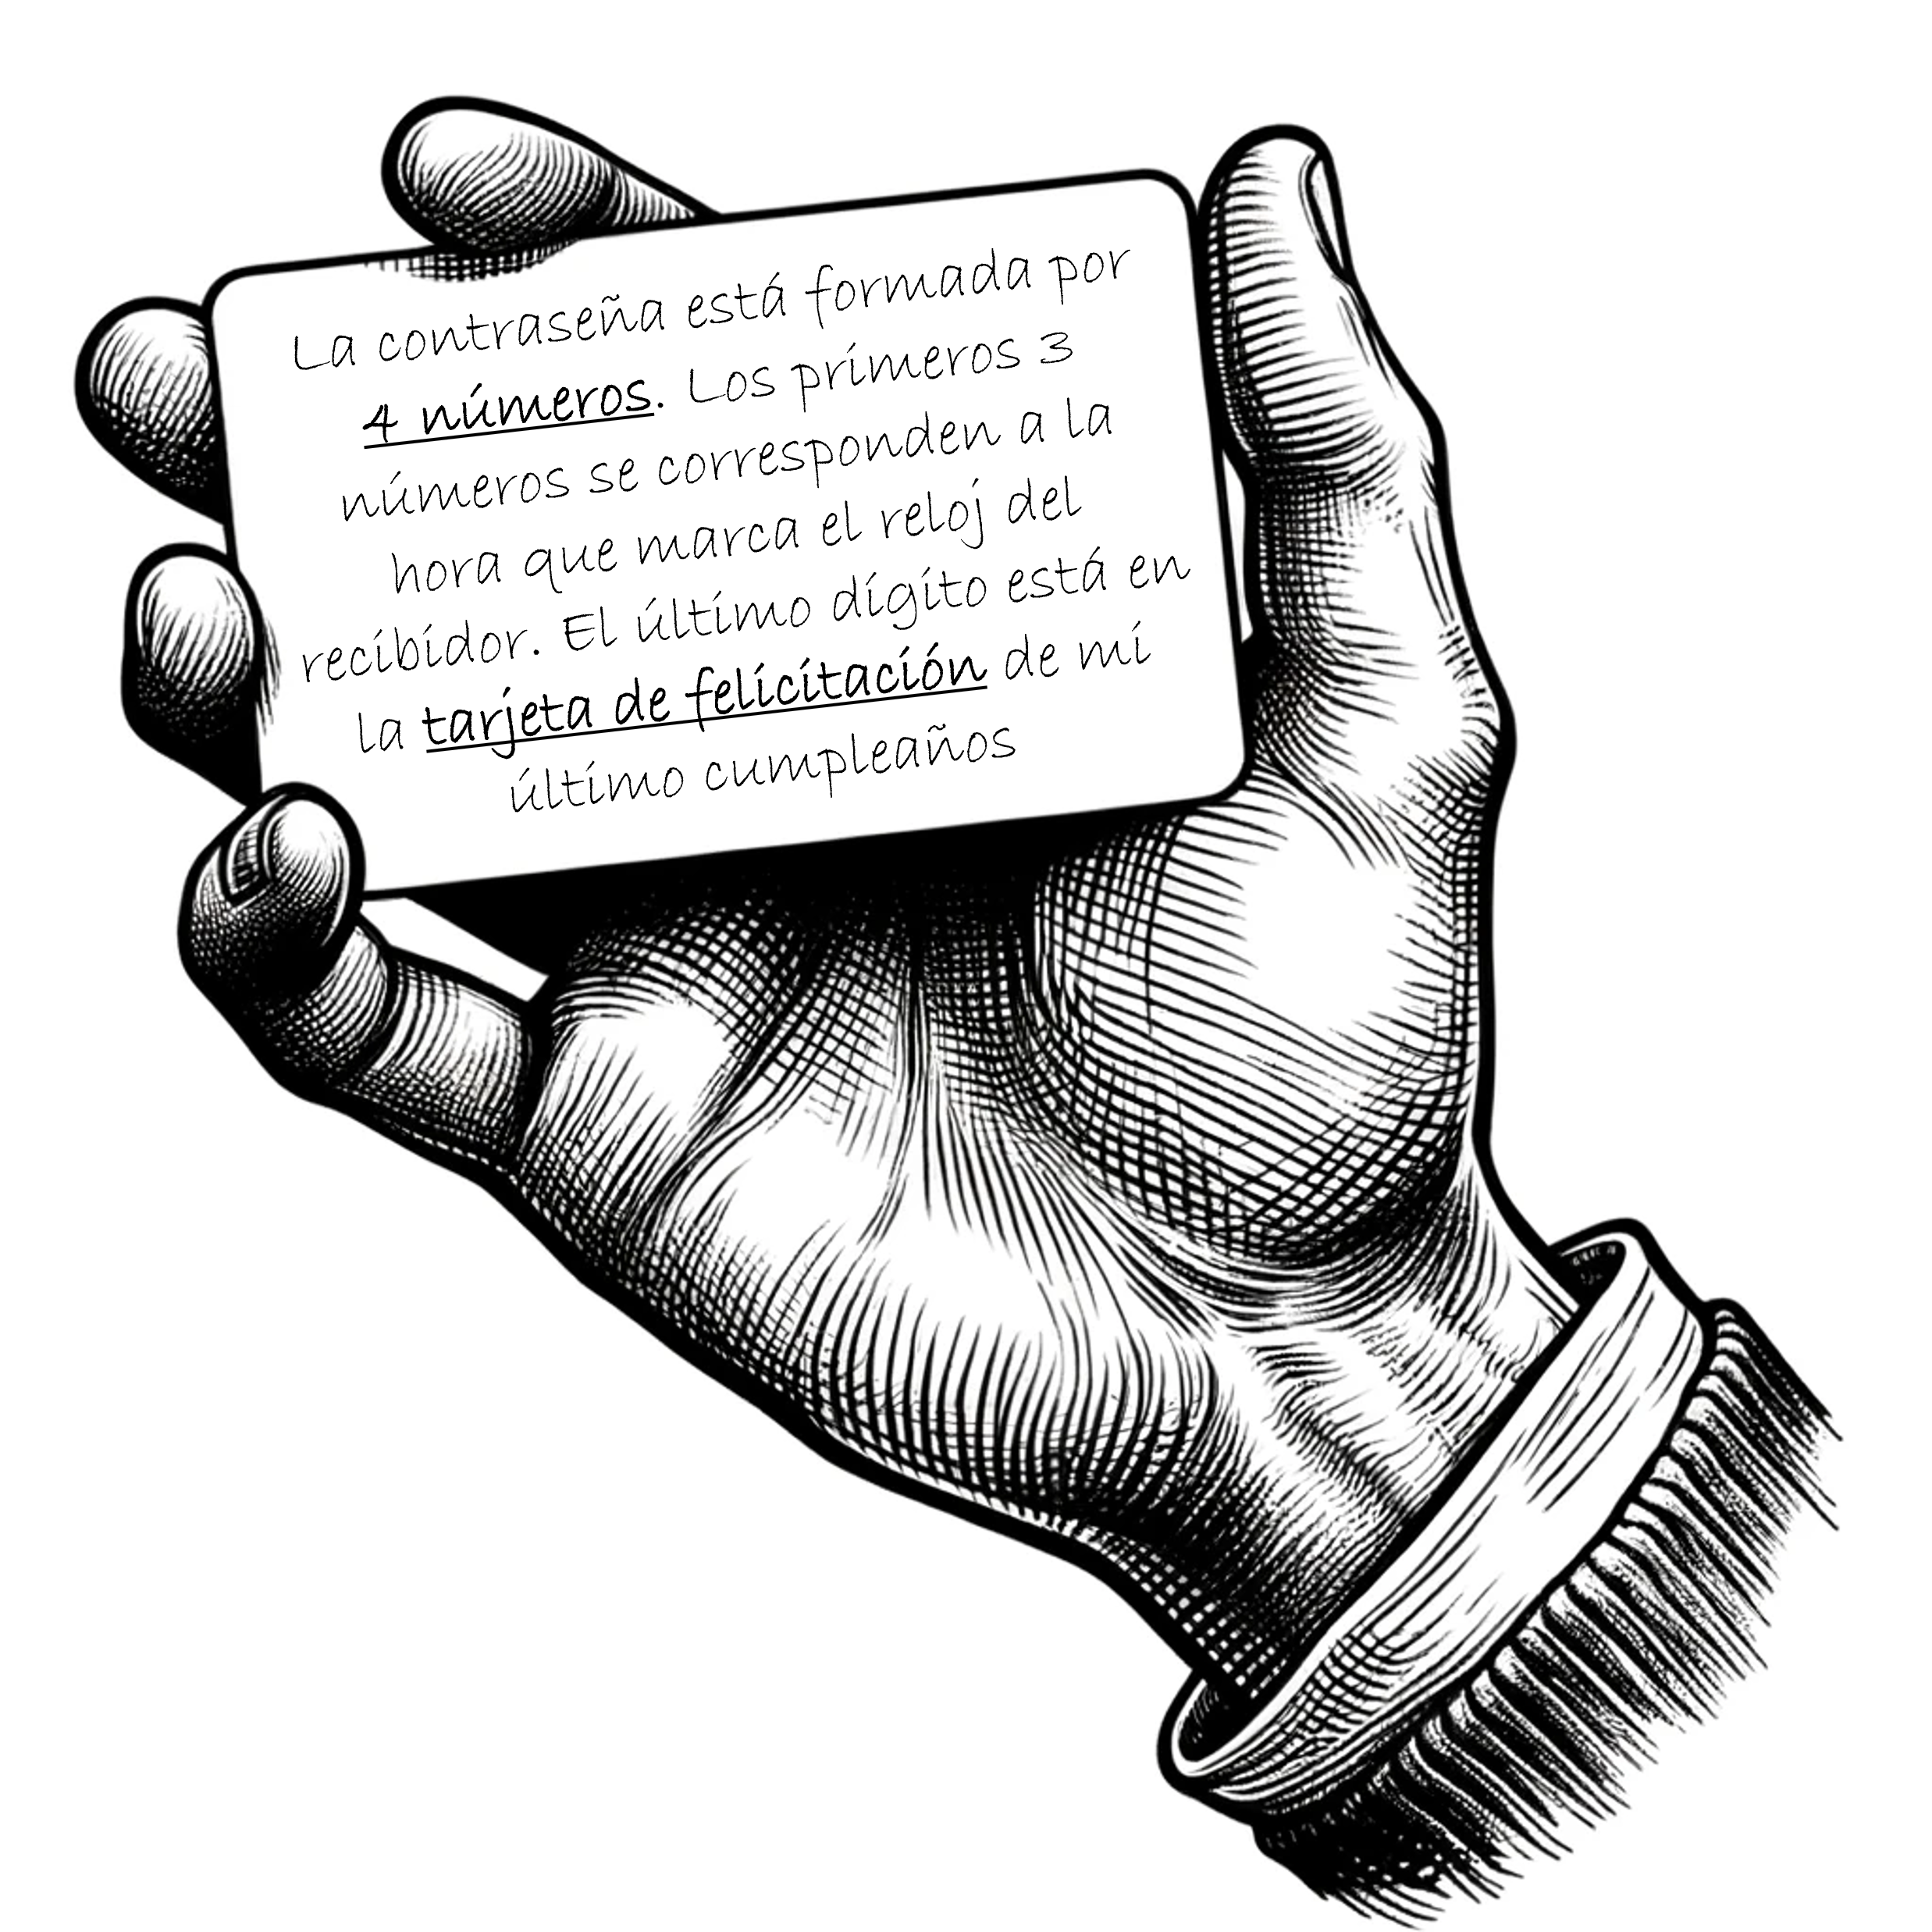 La contraseña está formada por
4 números. Los primeros 3
números se corresponden a la
hora que marca el reloj del
recibidor. El último dígito está en
la tarjeta de felicitación de mi
último cumpleaños